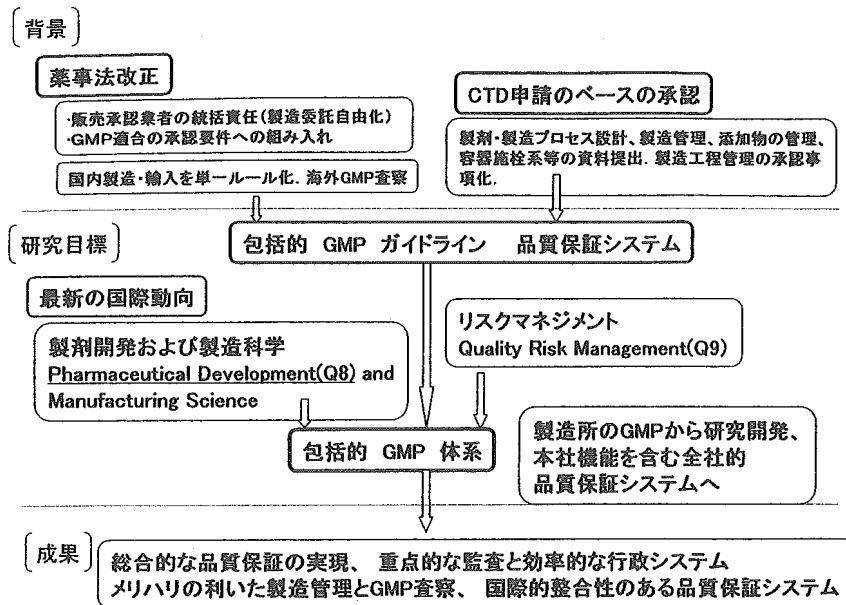 背景
薬事法改正
・販売承認業者の統括責任(製造委託自由化)
・GMP適合の承認要件への組み入れ
国内製造・輸入を単一ルール化. 海外GMP査察
CTD申請のベースの承認
製剤・製造プロセス設計、製造管理、添加物の管理、
容器施栓系等の資料提出. 製造工程管理の承認事
項化.
研究目標
包括的 GMP ガイドライン 品質保証システム
最新の国際動向
製剤開発および製造科学
Pharmaceutical Development(Q8) and
Manufacturing Science
リスクマネジメント
Quality Risk Management(Q9)
包括的 GMP 体系
製造所のGMPから研究開発、
本社機能を含む全社的
品質保証システムへ
成果
総合的な品質保証の実現、 重点的な監査と効率的な行政システム
メリハリの利いた製造管理とGMP査察、 国際的整合性のある品質保証システム